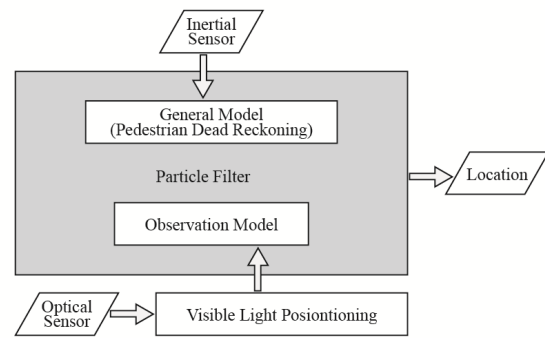 Inertial
Sensor
General Model
(Pedestrian Dead Reckoning)
Particle Filter
Location
Observation Model
Optical
Sensor
Visible Light Posiontioning